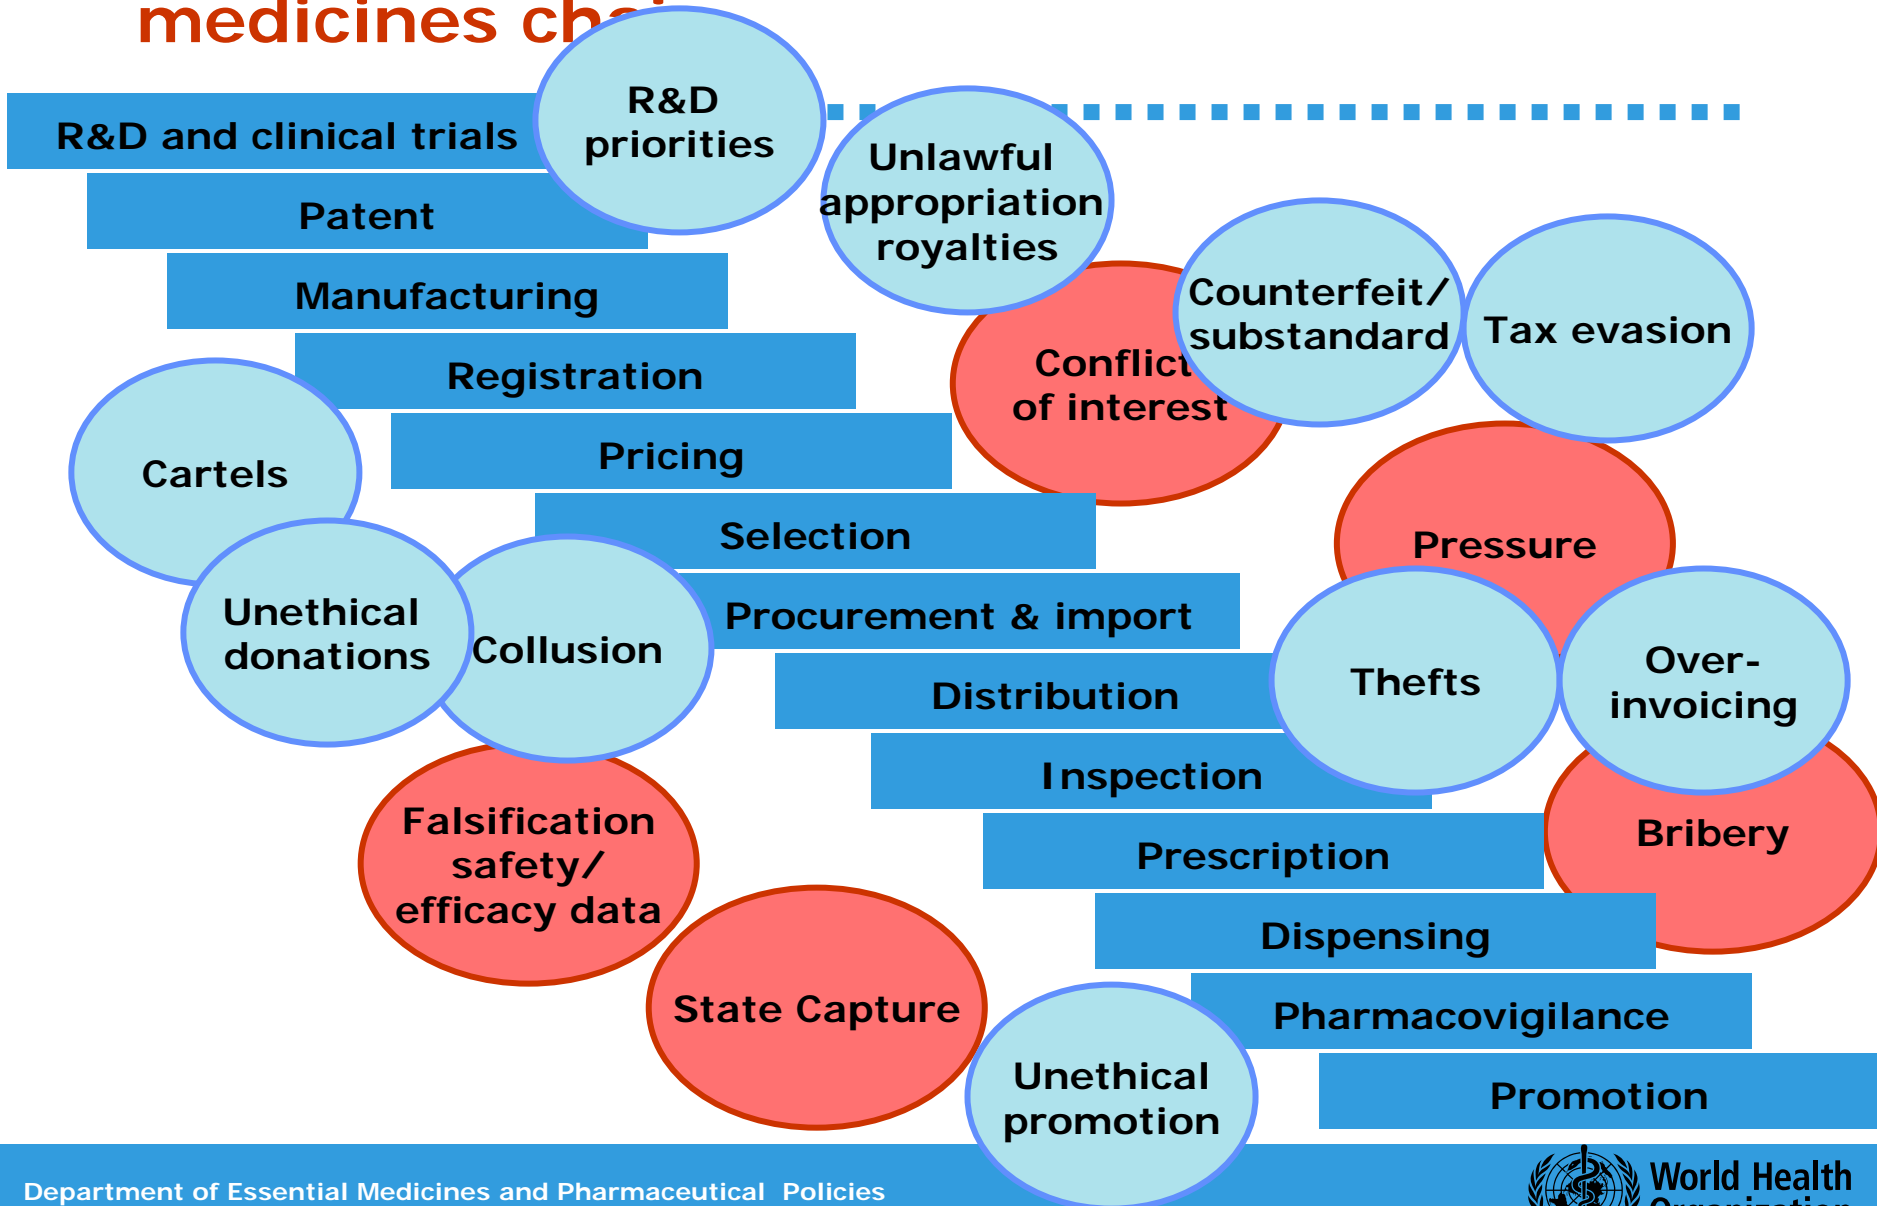 medicines
R&D
priorities
R&D and clinical trials
Unlawful
appropriation
royalties
Patent
Manufacturing
Counterfeit/
substandard
Tax evasion
Conflict
of interest
Registration
Pricing
Cartels
Selection
Pressure
Unethical
donations
Collusion
Procurement & import
Distribution
Thefts
Over-
invoicing
Inspection
Falsification
safety/
efficacy data
Prescription
Bribery
Dispensing
State Capture
Pharmacovigilance
Unethical
promotion
Promotion
Department of Essential Medicines and Pharmaceutical Policies
World Health
Organization